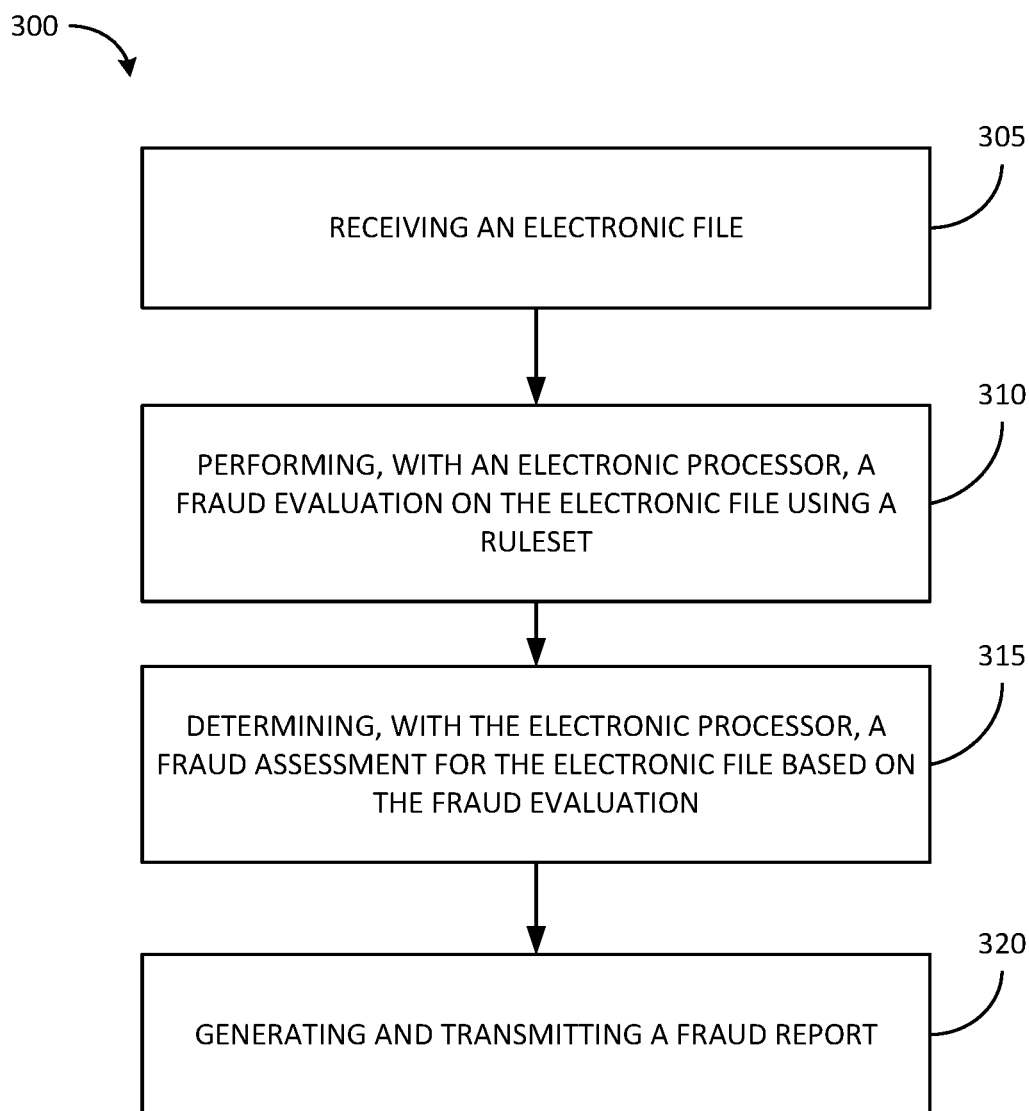 300
305
RECEIVING AN ELECTRONIC FILE
310
PERFORMING, WITH AN ELECTRONIC PROCESSOR, A
FRAUD EVALUATION ON THE ELECTRONIC FILE USING A
RULESET
315
DETERMINING, WITH THE ELECTRONIC PROCESSOR, A
FRAUD ASSESSMENT FOR THE ELECTRONIC FILE BASED ON
THE FRAUD EVALUATION
320
GENERATING AND TRANSMITTING A FRAUD REPORT